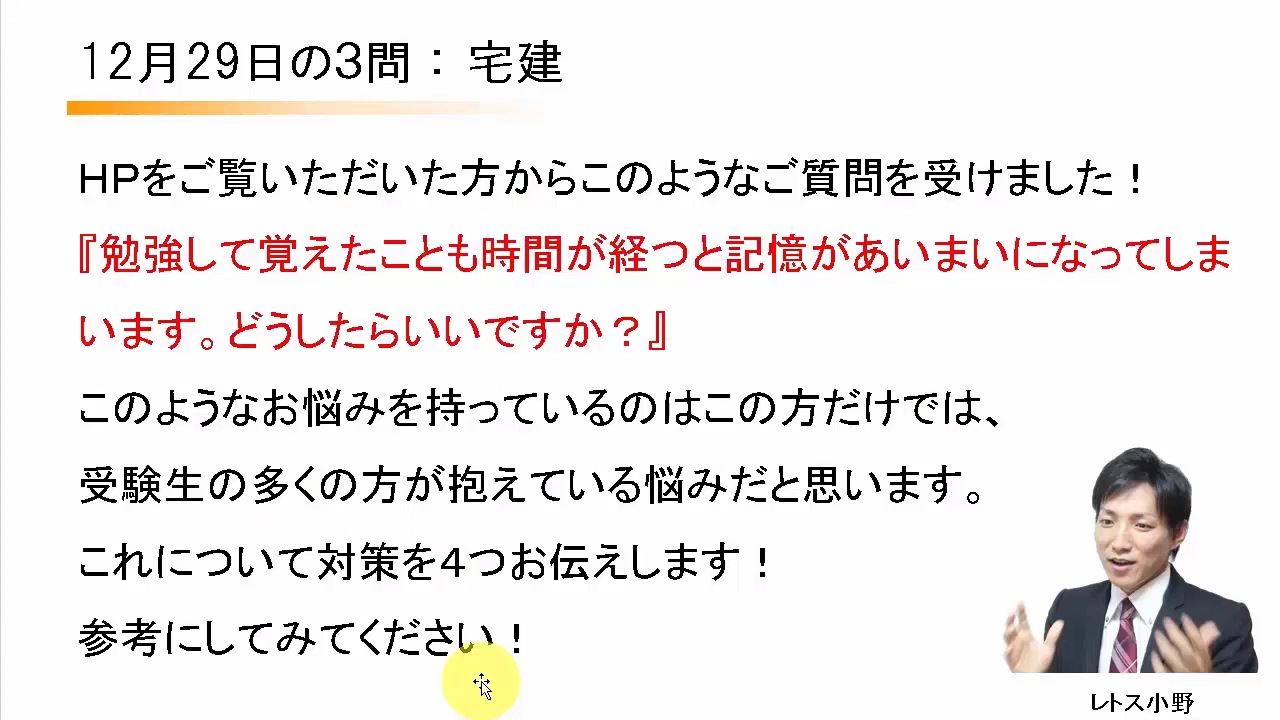 12月29日の3問： 宅建
ＨＰをご覧いただいた方からこのようなご質問を受けました！
『勉強して覚えたことも時間が経つと記憶があいまいになってしま
います。どうしたらいいですか？』
このようなお悩みを持っているのはこの方だけでは、
受験生の多くの方が抱えている悩みだと思います。
これについて対策を４つお伝えします！
参考にしてみてください！
レトス小野